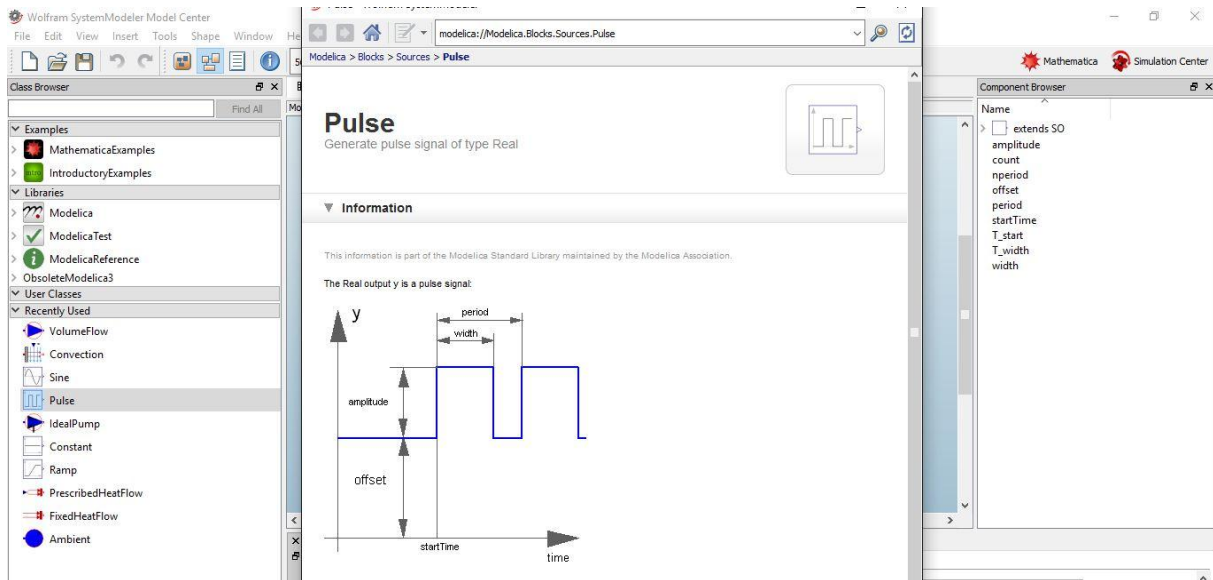 Wolfram SystemModeler Model Center
File Edit View Insert Tools Shape Window He
modelica://Modelica.Blocks.Sources.Pulse
Mathematica
Simulation Center
Modelica > Blocks > Sources > Pulse
Class Browser
Find All
Mo
Examples
MathematicaExamples
IntroductoryExamples
Libraries
Modelica
ModelicaTest
ModelicaReference
ObsoleteModelica3
User Classes
Recently Used
VolumeFlow
Convection
Sine
Pulse
IdealPump
Constant
Ramp
PrescribedHeatFlow
FixedHeatFlow
Ambient
Pulse
Generate pulse signal of type Real
Information
This information is part of the Modelica Standard Library maintained by the Modelica Association.
The Real output y is a pulse signal:
y
period
width
amplitude
offset
startTime
time
Component Browser
Name
extends SO
amplitude
count
nperiod
offset
period
startTime
T_start
T_width
width